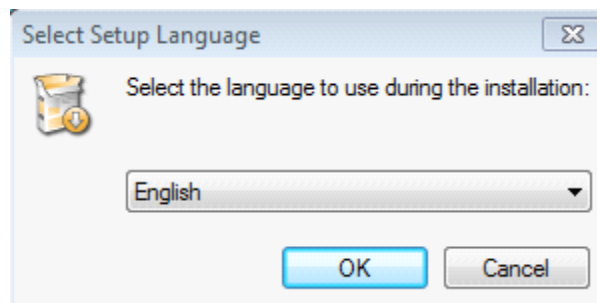 Select Setup Language
Select the language to use during the installation:
English
OK Cancel